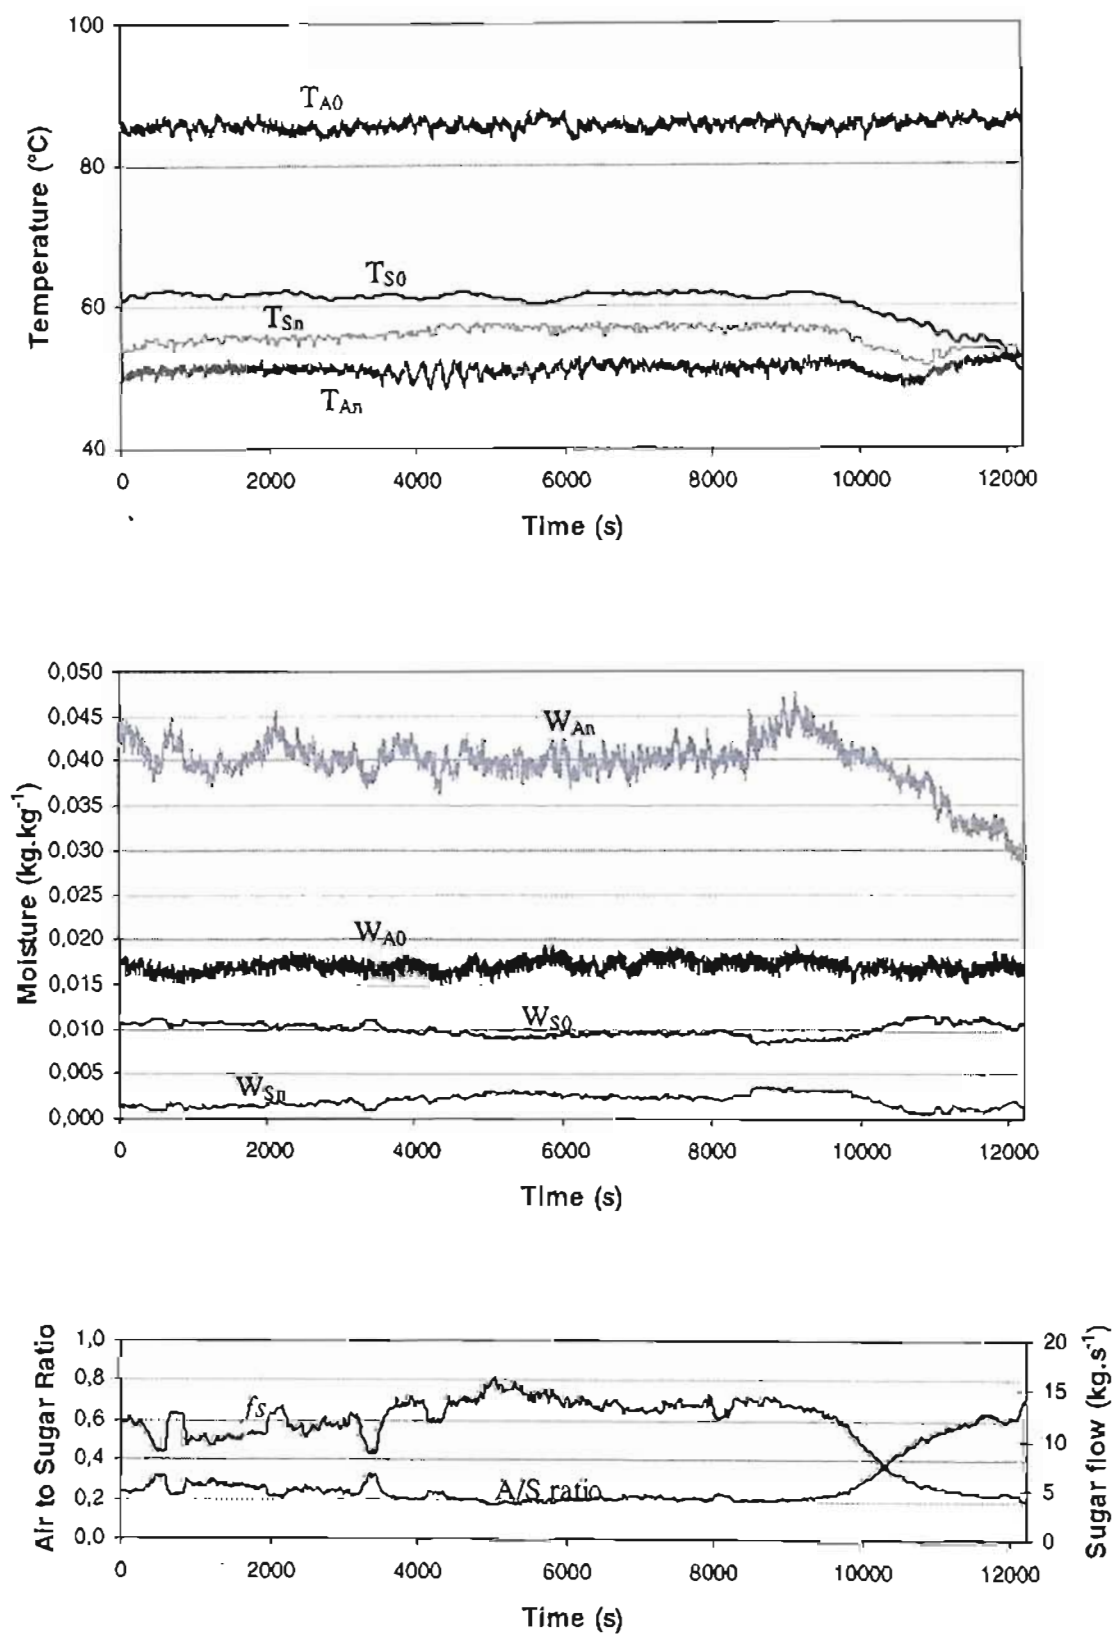 100
80
60
40
Temperature (°C)
T_A0
T_S0
T_Sn
T_An
0 2000 4000 6000 8000 10000 12000
Time (s)
0,050
0,045
0,040
0,035
0,030
0,025
0,020
0,015
0,010
0,005
0,000
Moisture (kg.kg⁻¹)
W_An
W_A0
W_S0
W_Sn
0 2000 4000 6000 8000 10000 12000
Time (s)
1,0
0,8
0,6
0,4
0,2
0,0
Air to Sugar Ratio
fs
A/S ratio
20
15
10
5
0
Sugar flow (kg.s⁻¹)
0 2000 4000 6000 8000 10000 12000
Time (s)